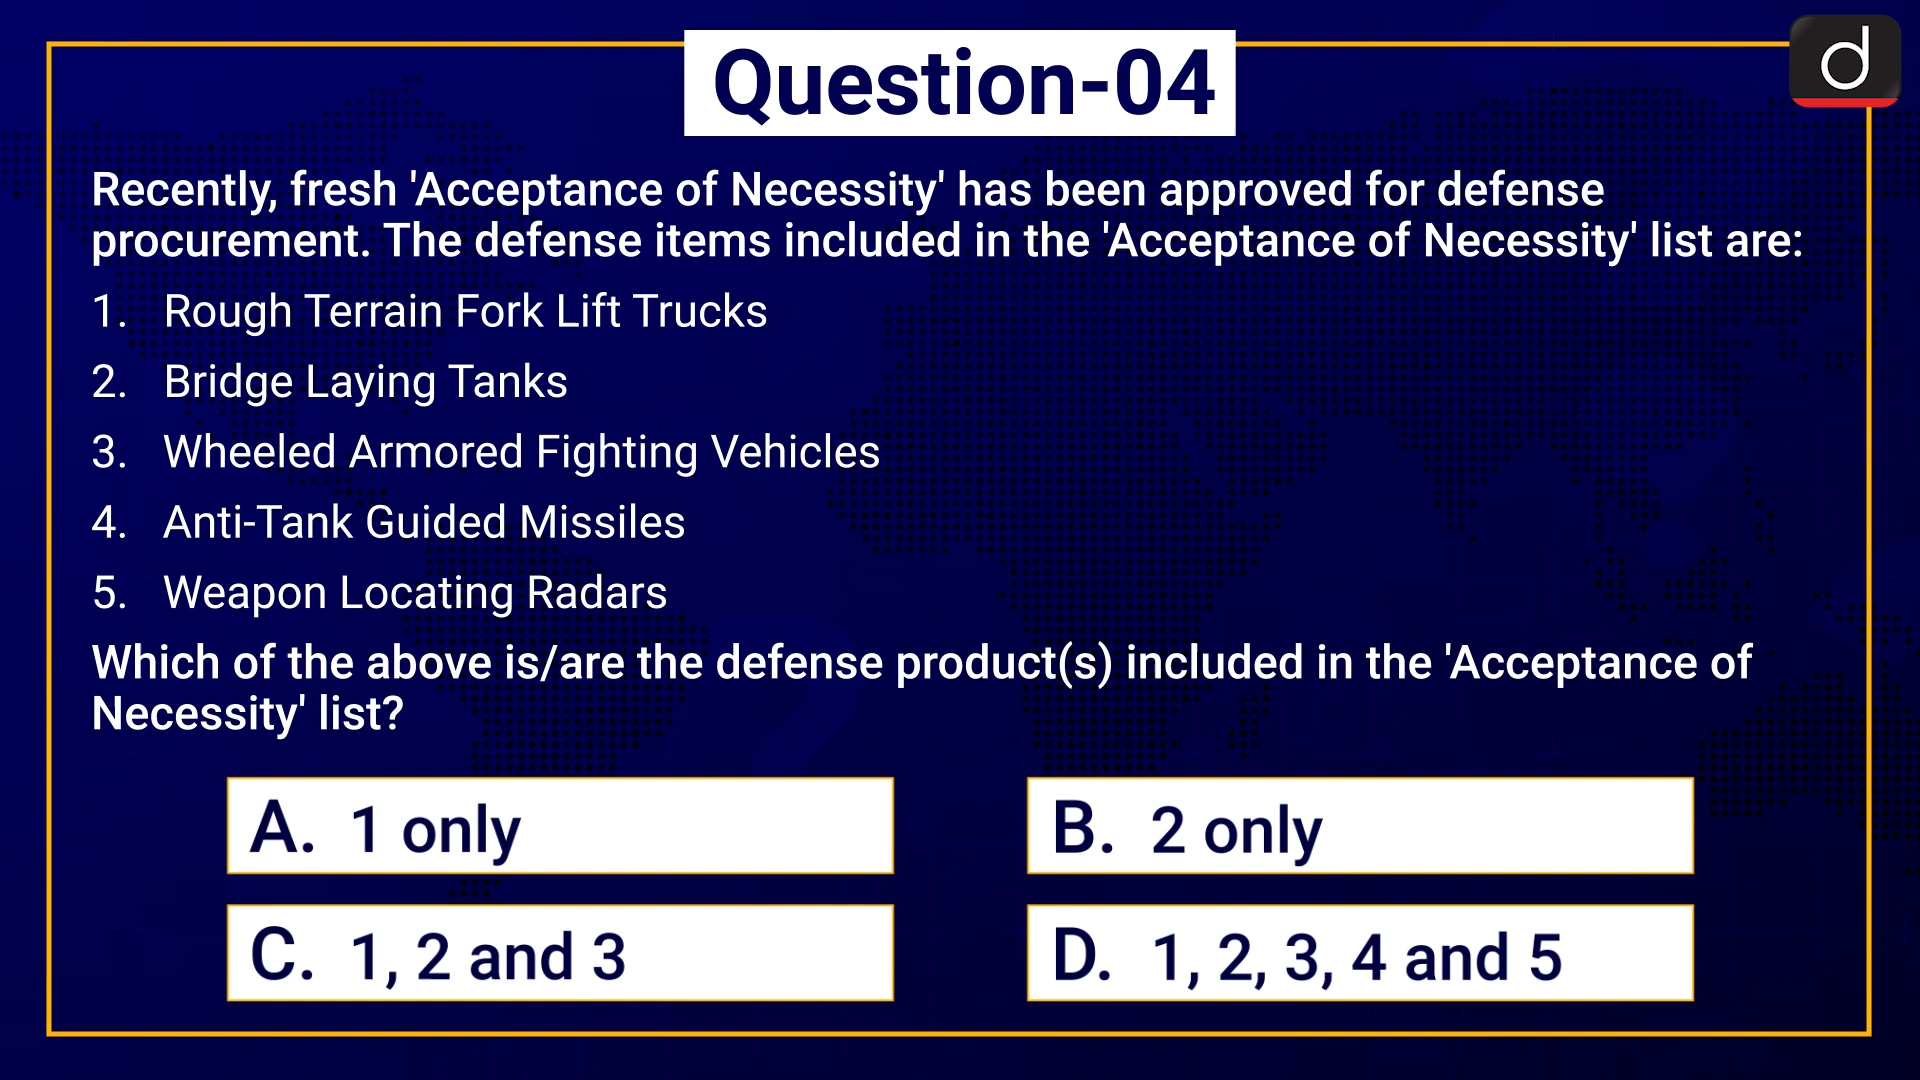 Question-04
d
Recently, fresh 'Acceptance of Necessity' has been approved for defense
procurement. The defense items included in the 'Acceptance of Necessity' list are:
1. Rough Terrain Fork Lift Trucks
2. Bridge Laying Tanks
3. Wheeled Armored Fighting Vehicles
4. Anti-Tank Guided Missiles
5. Weapon Locating Radars
Which of the above is/are the defense product(s) included in the 'Acceptance of
Necessity' list?
A. 1 only
B. 2 only
C. 1, 2 and 3
D. 1, 2, 3, 4 and 5